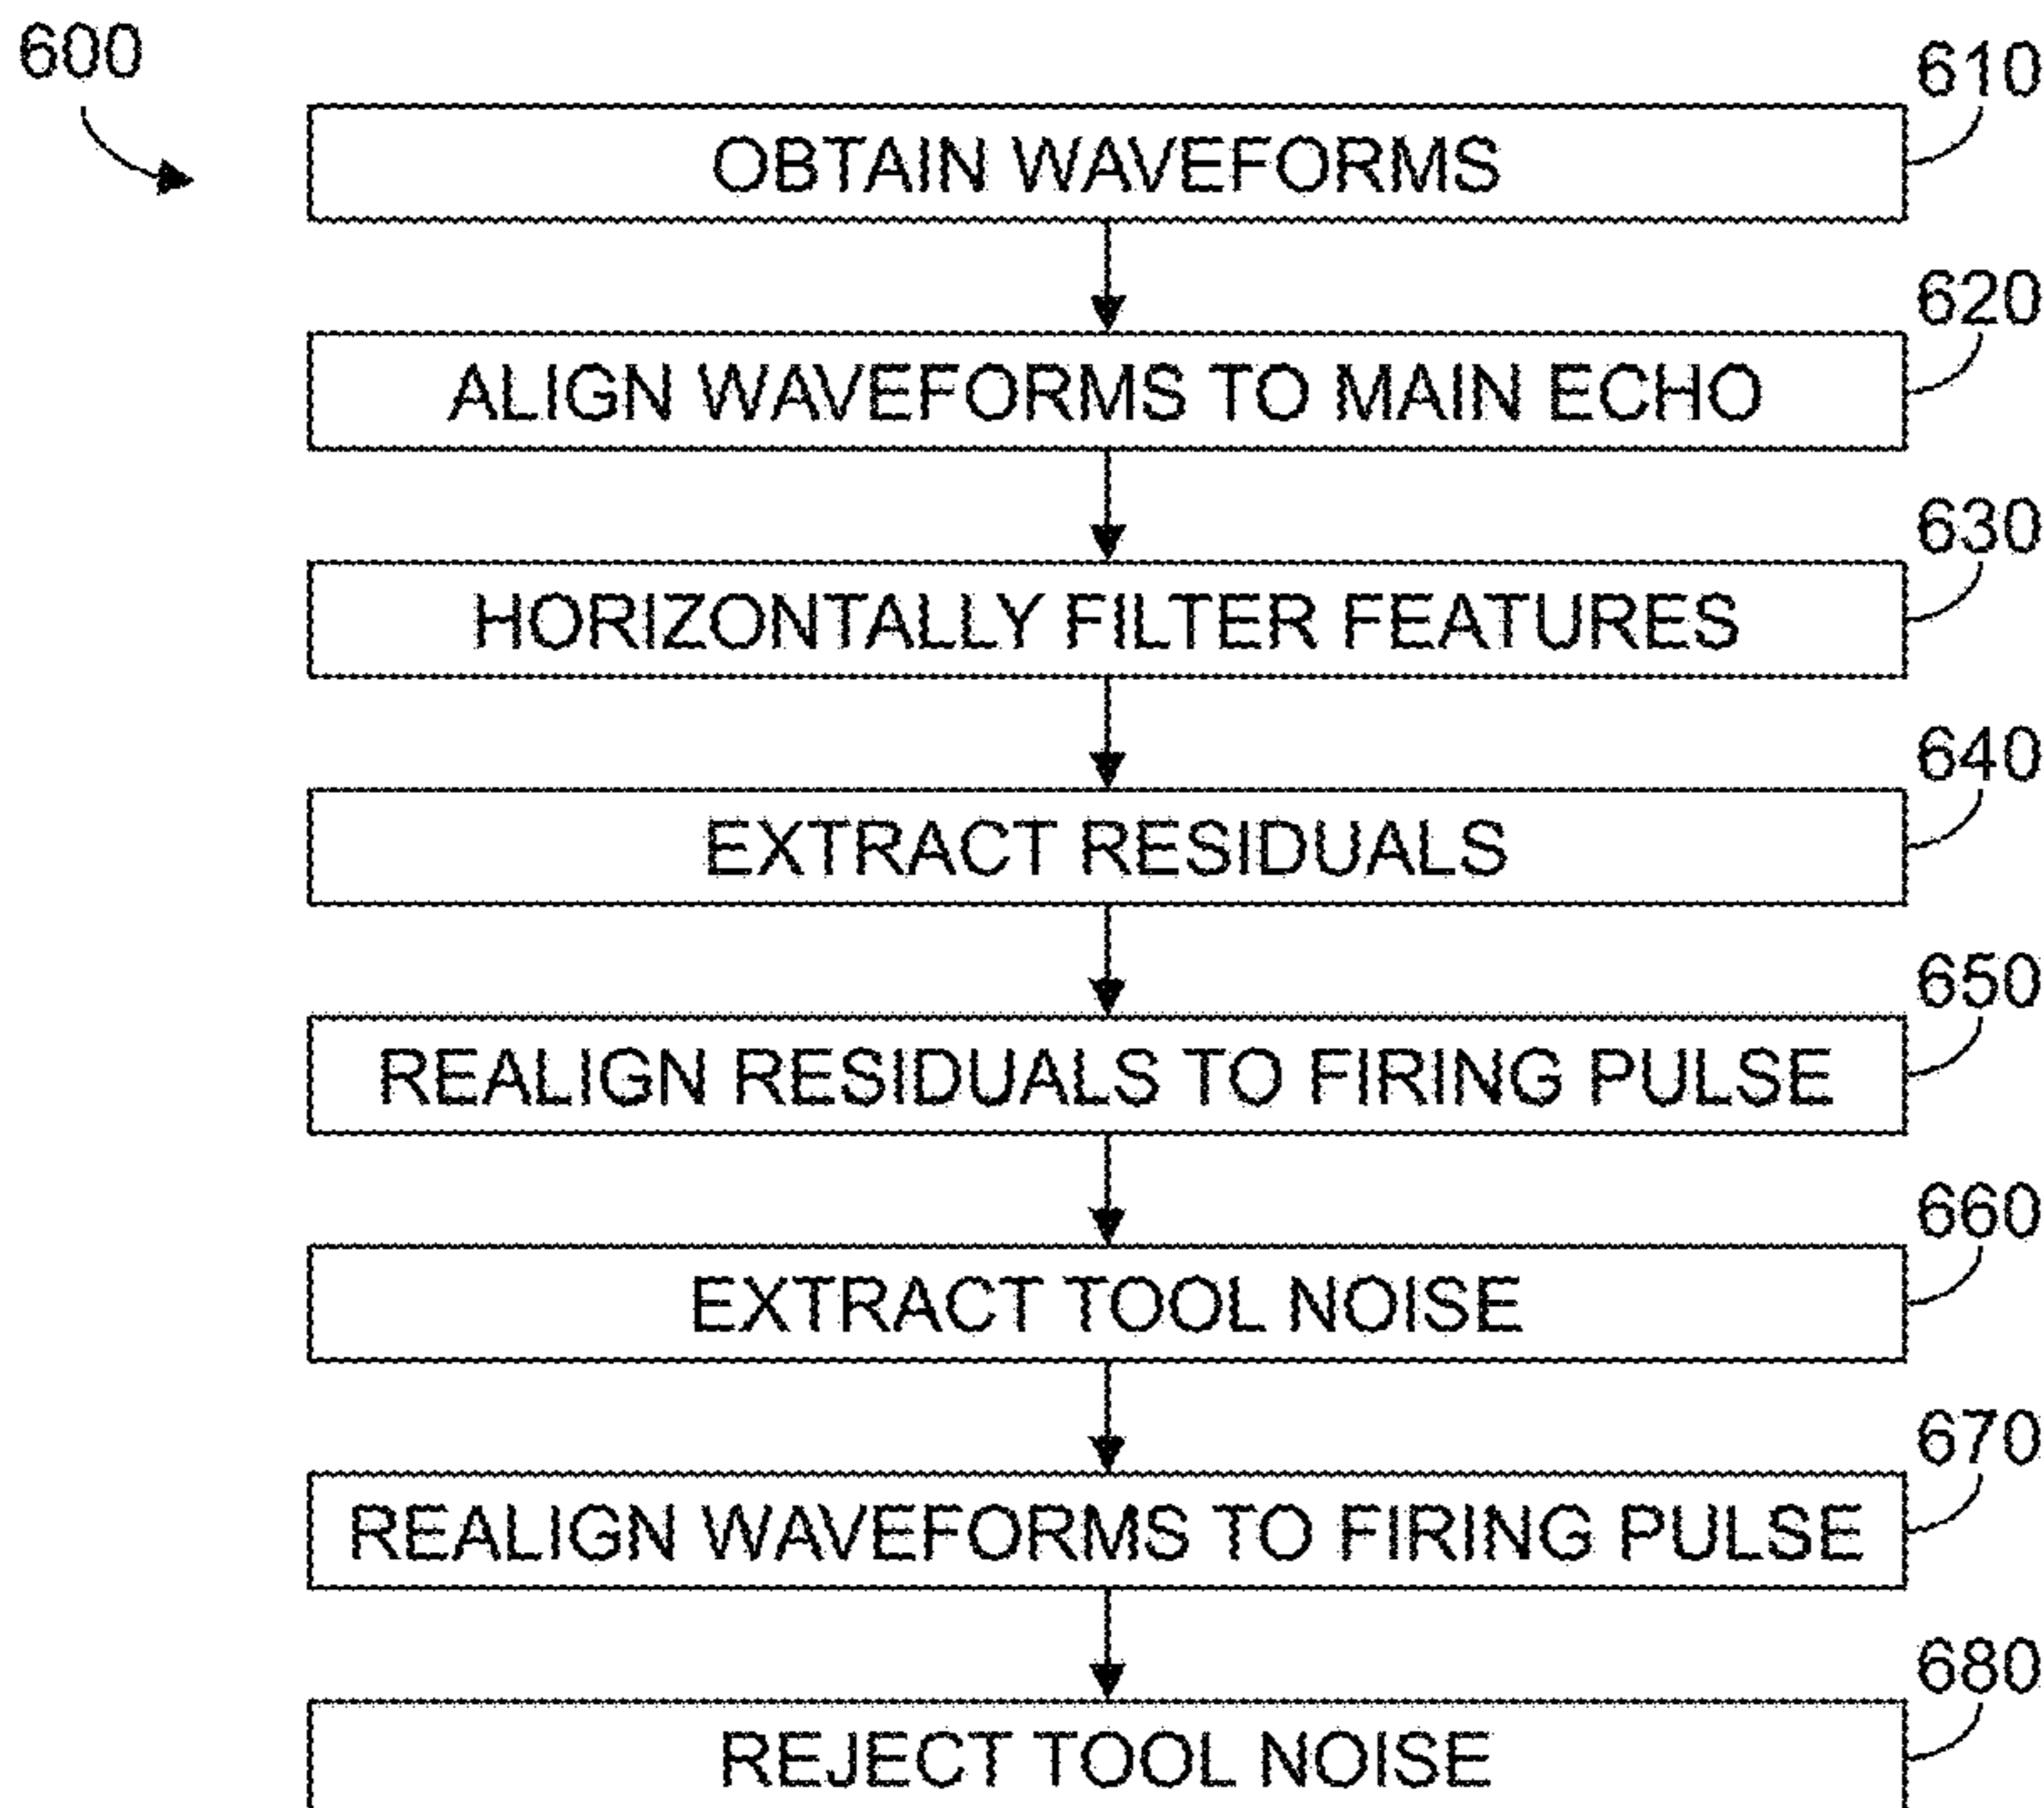 600
610
OBTAIN WAVEFORMS
620
ALIGN WAVEFORMS TO MAIN ECHO
630
HORIZONTALLY FILTER FEATURES
640
EXTRACT RESIDUALS
650
REALIGN RESIDUALS TO FIRING PULSE
660
EXTRACT TOOL NOISE
670
REALIGN WAVEFORMS TO FIRING PULSE
680
REJECT TOOL NOISE